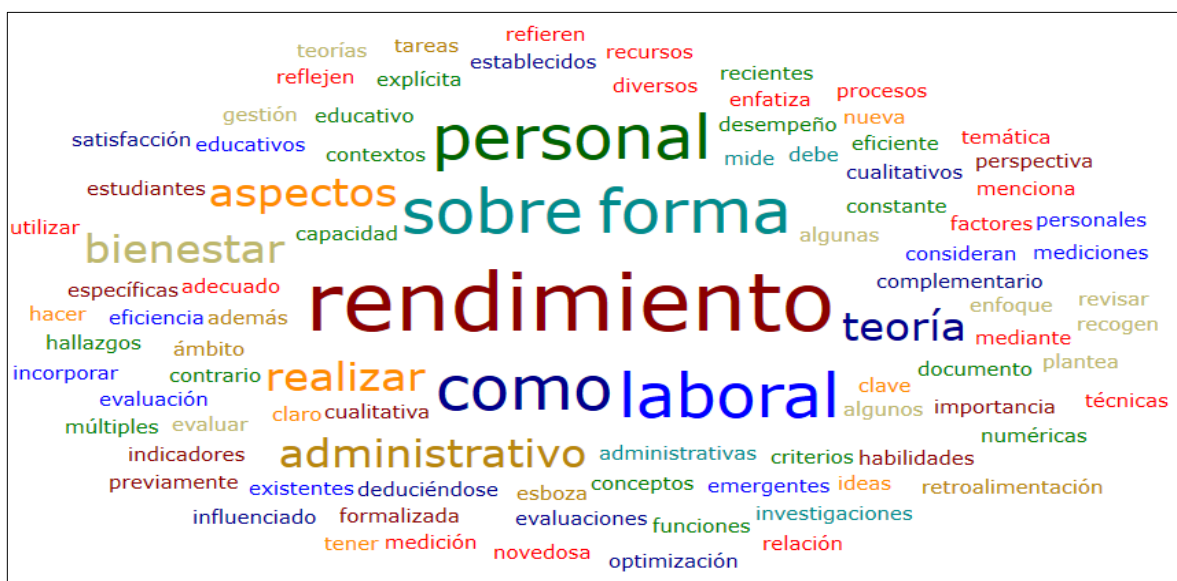 refieren
teorías tareas establecidos recursos
reflejen explícita diversos recientes
enfatiza procesos
gestión educativo personal desempeño nueva
satisfacción educativos contextos mide debe eficiente temática
cualitativos perspectiva
estudiantes aspectos sobre forma constante menciona
utilizar capacidad algunas factores personales
bienestar consideran mediciones
específicas adecuado rendimiento complementario
hacer eficiencia además teoría enfoque revisar
hallazgos ámbito mediante recogen
incorporar contrario realizar como laboral documento plantea
evaluación claro cualitativa clave
algunos importancia técnicas
múltiples evaluar administrativo numéricas
indicadores administrativas criterios habilidades
previamente existentes deduciéndose esboza conceptos emergentes ideas retroalimentación
influenciado formalizada evaluaciones funciones investigaciones
tener medición novedosa optimización relación